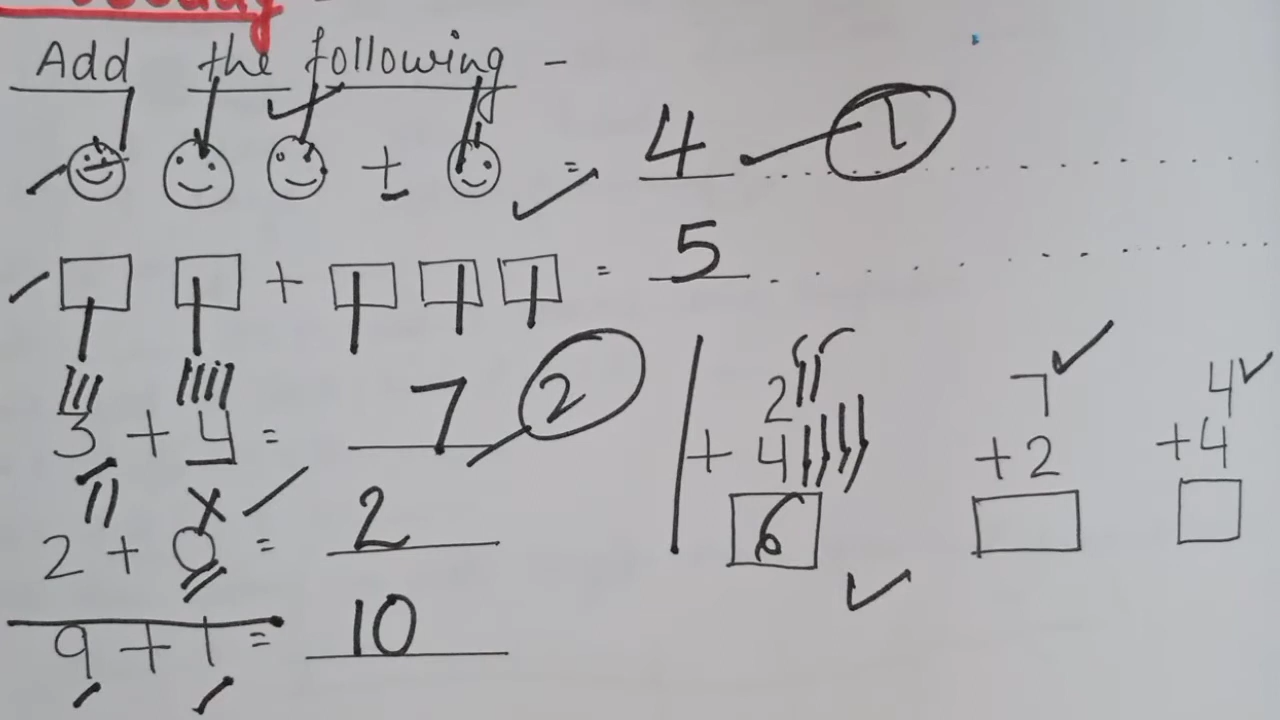 Add the following -
+ = 4 1
+ = 5
3 + 4 = 7 2
2 + 0 = 2
9 + 1 = 10
2
+ 4
6
7
+ 2
4
+ 4